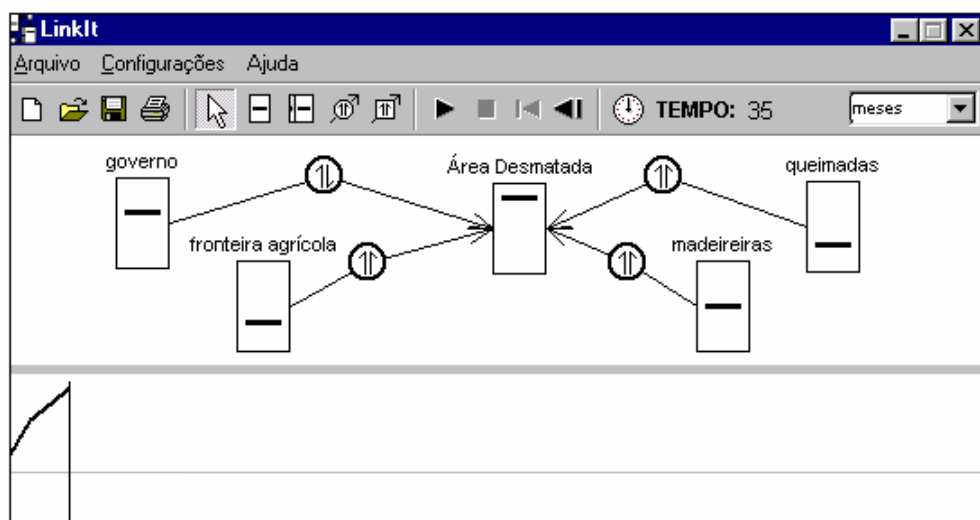 LinkIt
Arquivo Configurações Ajuda
TEMPO: 35 meses
governo
Área Desmatada
queimadas
fronteira agrícola
madeireiras